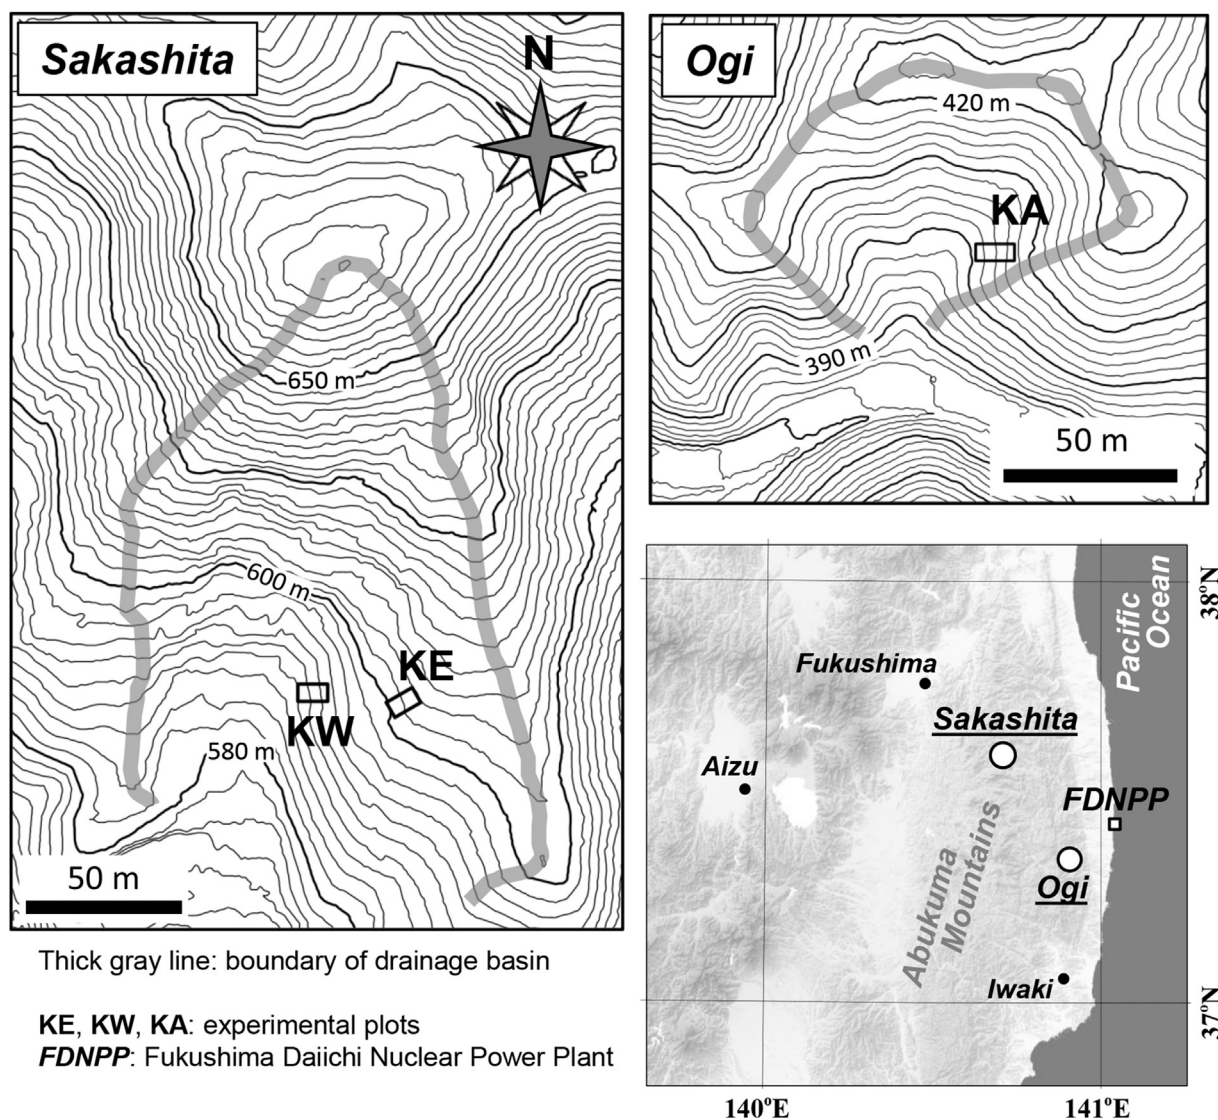 Sakashita
N
650 m
600 m
KE
KW
580 m
50 m
Ogi
420 m
KA
390 m
50 m
38°N
Pacific
Ocean
Fukushima
Sakashita
Aizu
FDNPP
Abukuma
Mountains
Ogi
Iwaki
37°N
140°E
141°E
Thick gray line: boundary of drainage basin
KE, KW, KA: experimental plots
FDNPP: Fukushima Daiichi Nuclear Power Plant